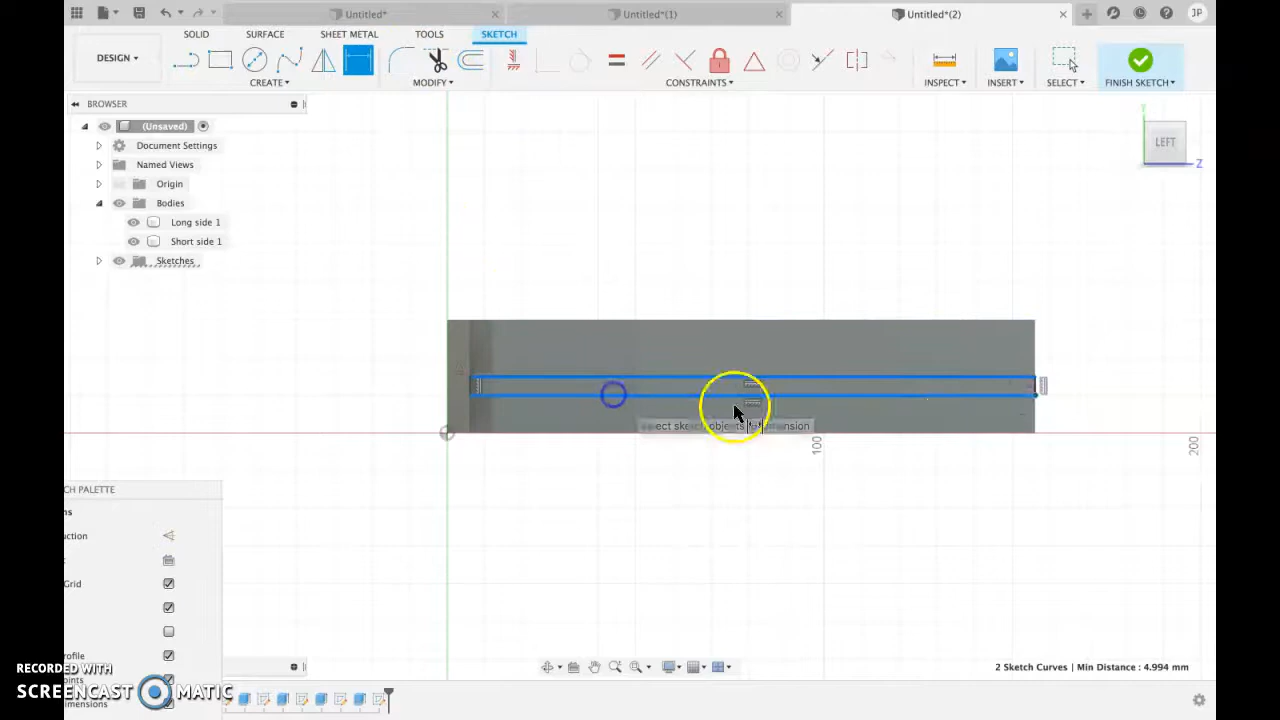 Untitled*
Untitled*(1)
Untitled*(2)
JP
DESIGN
SOLID
SURFACE
SHEET METAL
TOOLS
SKETCH
CREATE
MODIFY
CONSTRAINTS
INSPECT
INSERT
SELECT
FINISH SKETCH
BROWSER
(Unsaved)
Document Settings
Named Views
Origin
Bodies
Long side 1
Short side 1
Sketches
Y
LEFT
Z
100
200
CH PALETTE
Grid
RECORDED WITH
SCREENCAST MATIC
2 Sketch Curves | Min Distance : 4.994 mm